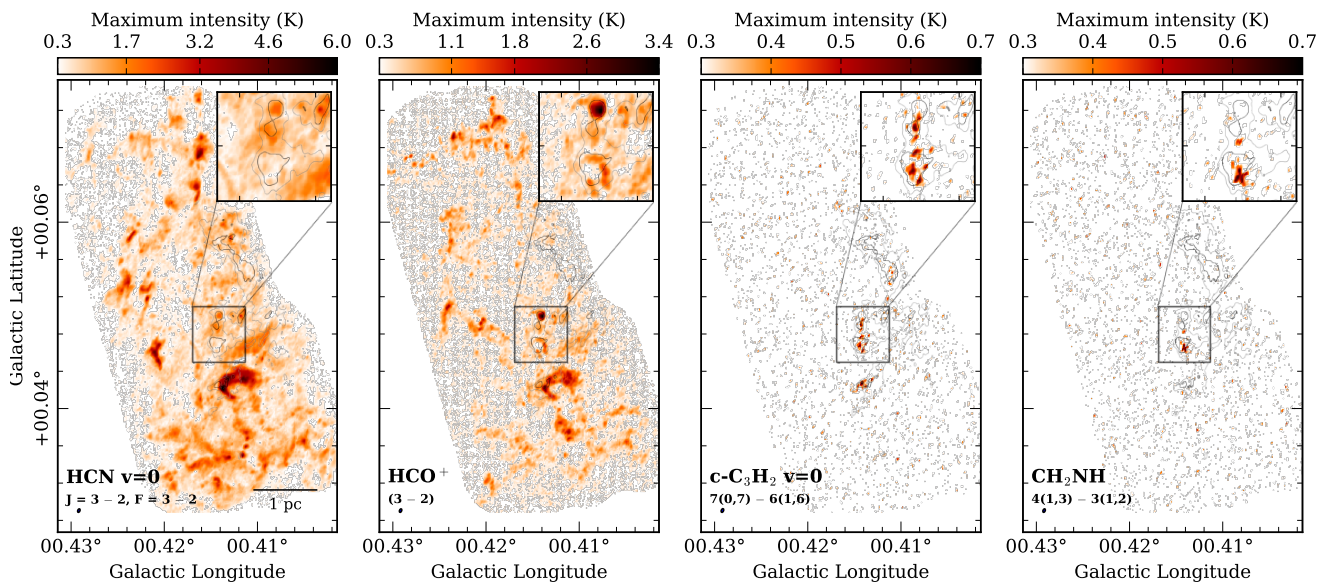 Maximum intensity (K) Maximum intensity (K) Maximum intensity (K) Maximum intensity (K)
0.3 1.7 3.2 4.6 6.0 0.3 1.1 1.8 2.6 3.4 0.3 0.4 0.5 0.6 0.7 0.3 0.4 0.5 0.6 0.7
+00.06°
Galactic Latitude
+00.04°
HCN v=0 HCO⁺ c-C₃H₂ v=0 CH₂NH
J = 3 − 2, F = 3 − 2 (3 − 2) 7(0,7) − 6(1,6) 4(1,3) − 3(1,2)
1 pc
00.43° 00.42° 00.41° 00.43° 00.42° 00.41° 00.43° 00.42° 00.41° 00.43° 00.42° 00.41°
Galactic Longitude Galactic Longitude Galactic Longitude Galactic Longitude